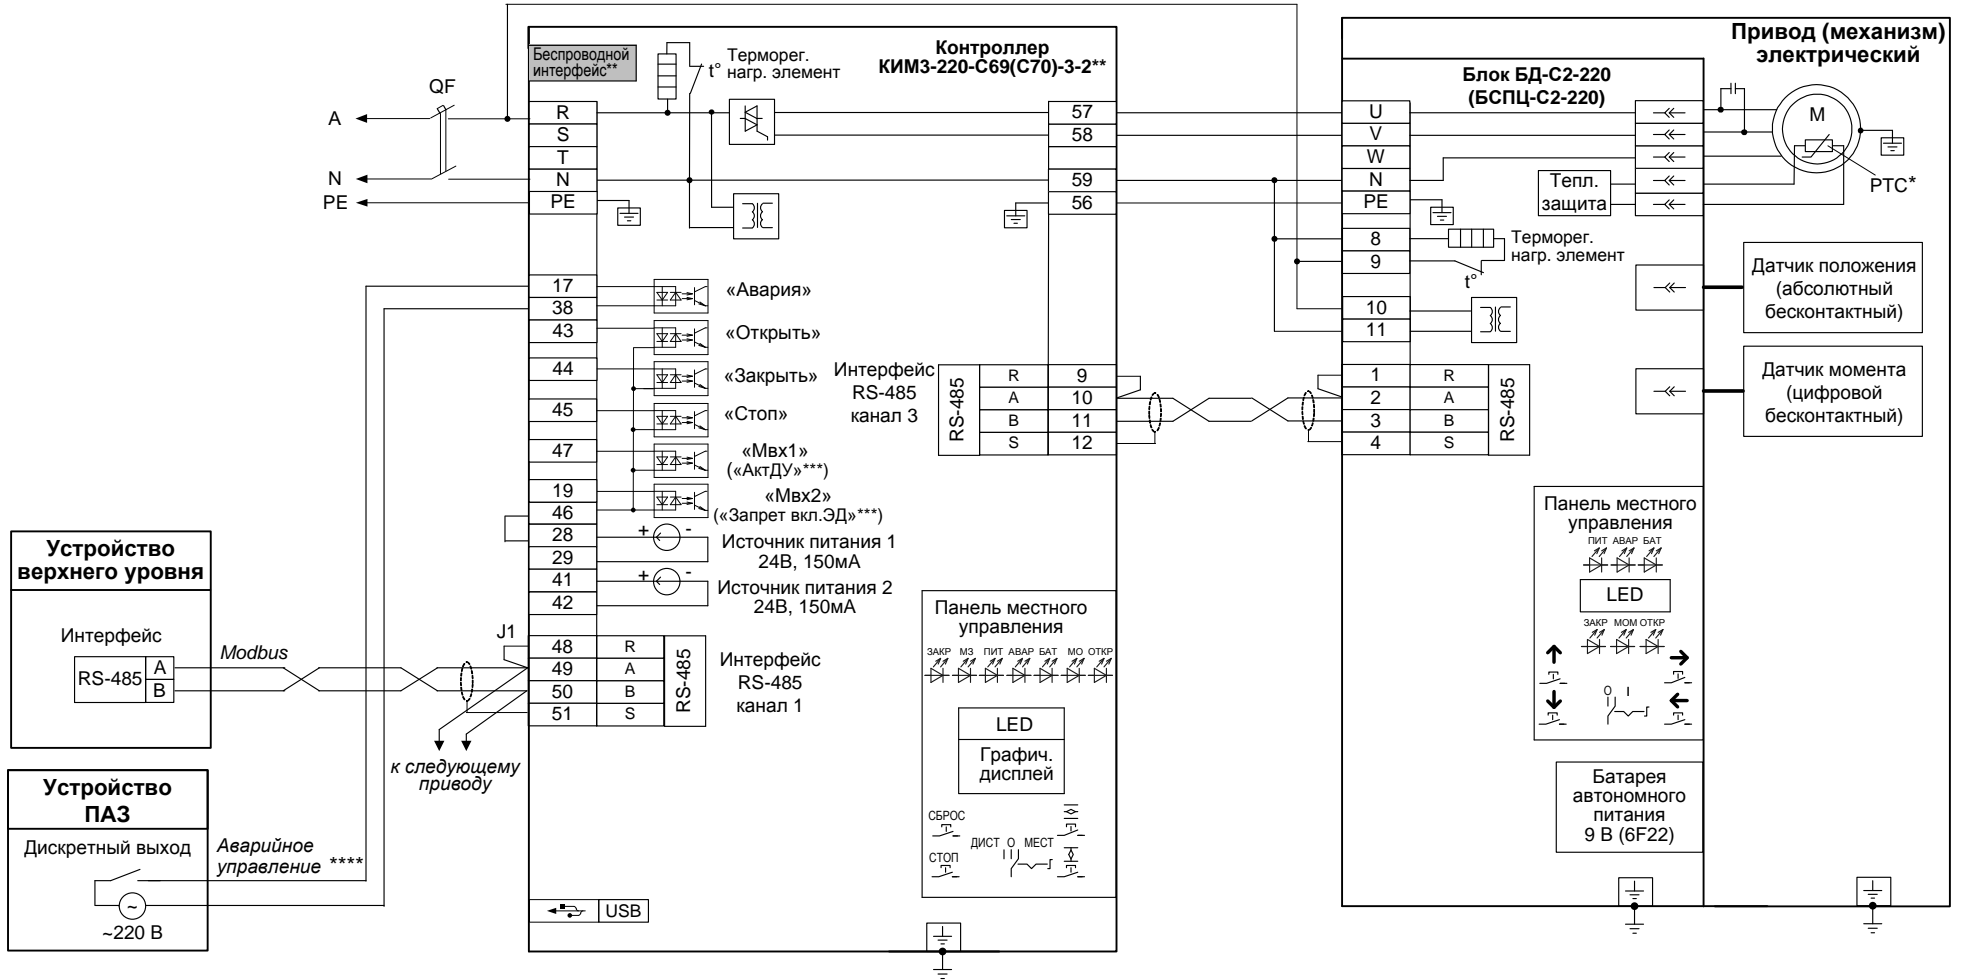 Беспроводной
интерфейс**
Терморег.
нагр. элемент
t°
Контроллер
КИМ3-220-С69(С70)-3-2**
Привод (механизм)
электрический
Блок БД-С2-220
(БСПЦ-С2-220)
QF
A
N
PE
R
S
T
N
PE
57
58
59
56
U
V
W
N
PE
8
9
10
11
Тепл.
защита
M
PTC*
Терморег.
нагр. элемент
t°
Датчик положения
(абсолютный
бесконтактный)
Датчик момента
(цифровой
бесконтактный)
17
38
43
44
45
47
19
46
28
29
41
42
«Авария»
«Открыть»
«Закрыть»
«Стоп»
«Мвх1»
(«АктДУ»***)
«Мвх2»
(«Запрет вкл.ЭД»***)
+ -
Источник питания 1
24В, 150мА
+ -
Источник питания 2
24В, 150мА
Интерфейс
RS-485
канал 3
RS-485
R 9
A 10
B 11
S 12
1 R
2 A
3 B
4 S
RS-485
J1
48 R
49 A
50 B
51 S
RS-485
Интерфейс
RS-485
канал 1
Устройство
верхнего уровня
Интерфейс
RS-485
A
B
Modbus
к следующему
приводу
Устройство
ПАЗ
Дискретный выход
~
~220 В
Аварийное
управление ****
USB
Панель местного
управления
ЗАКР МЗ ПИТ АВАР БАТ МО ОТКР
LED
Графич.
дисплей
СБРОС
СТОП
ДИСТ О МЕСТ
Панель местного
управления
ПИТ АВАР БАТ
LED
ЗАКР МОМ ОТКР
O I
Батарея
автономного
питания
9 В (6F22)